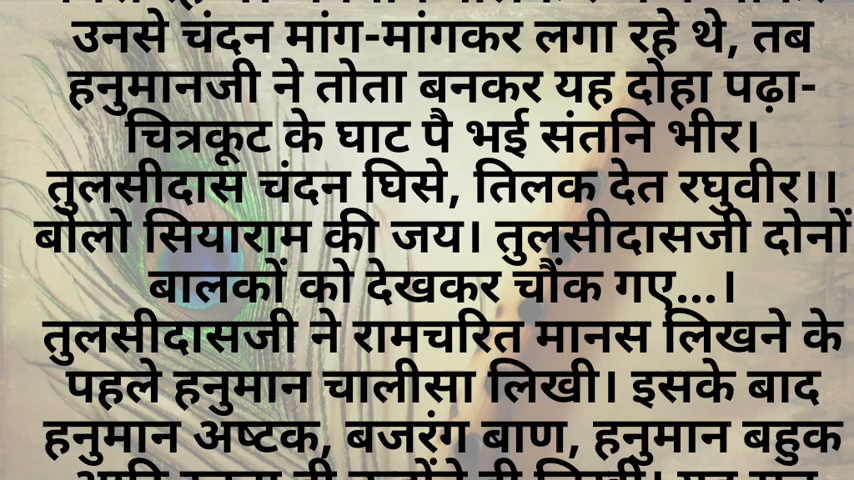 उनसे चंदन मांग-मांगकर लगा रहे थे, तब
हनुमानजी ने तोता बनकर यह दोहा पढ़ा-
चित्रकूट के घाट पै भई संतनि भीर।
तुलसीदास चंदन घिसे, तिलक देत रघुवीर।।
बोलो सियाराम की जय। तुलसीदासजी दोनों
बालकों को देखकर चौंक गए...।
तुलसीदासजी ने रामचरित मानस लिखने के
पहले हनुमान चालीसा लिखी। इसके बाद
हनुमान अष्टक, बजरंग बाण, हनुमान बहुक